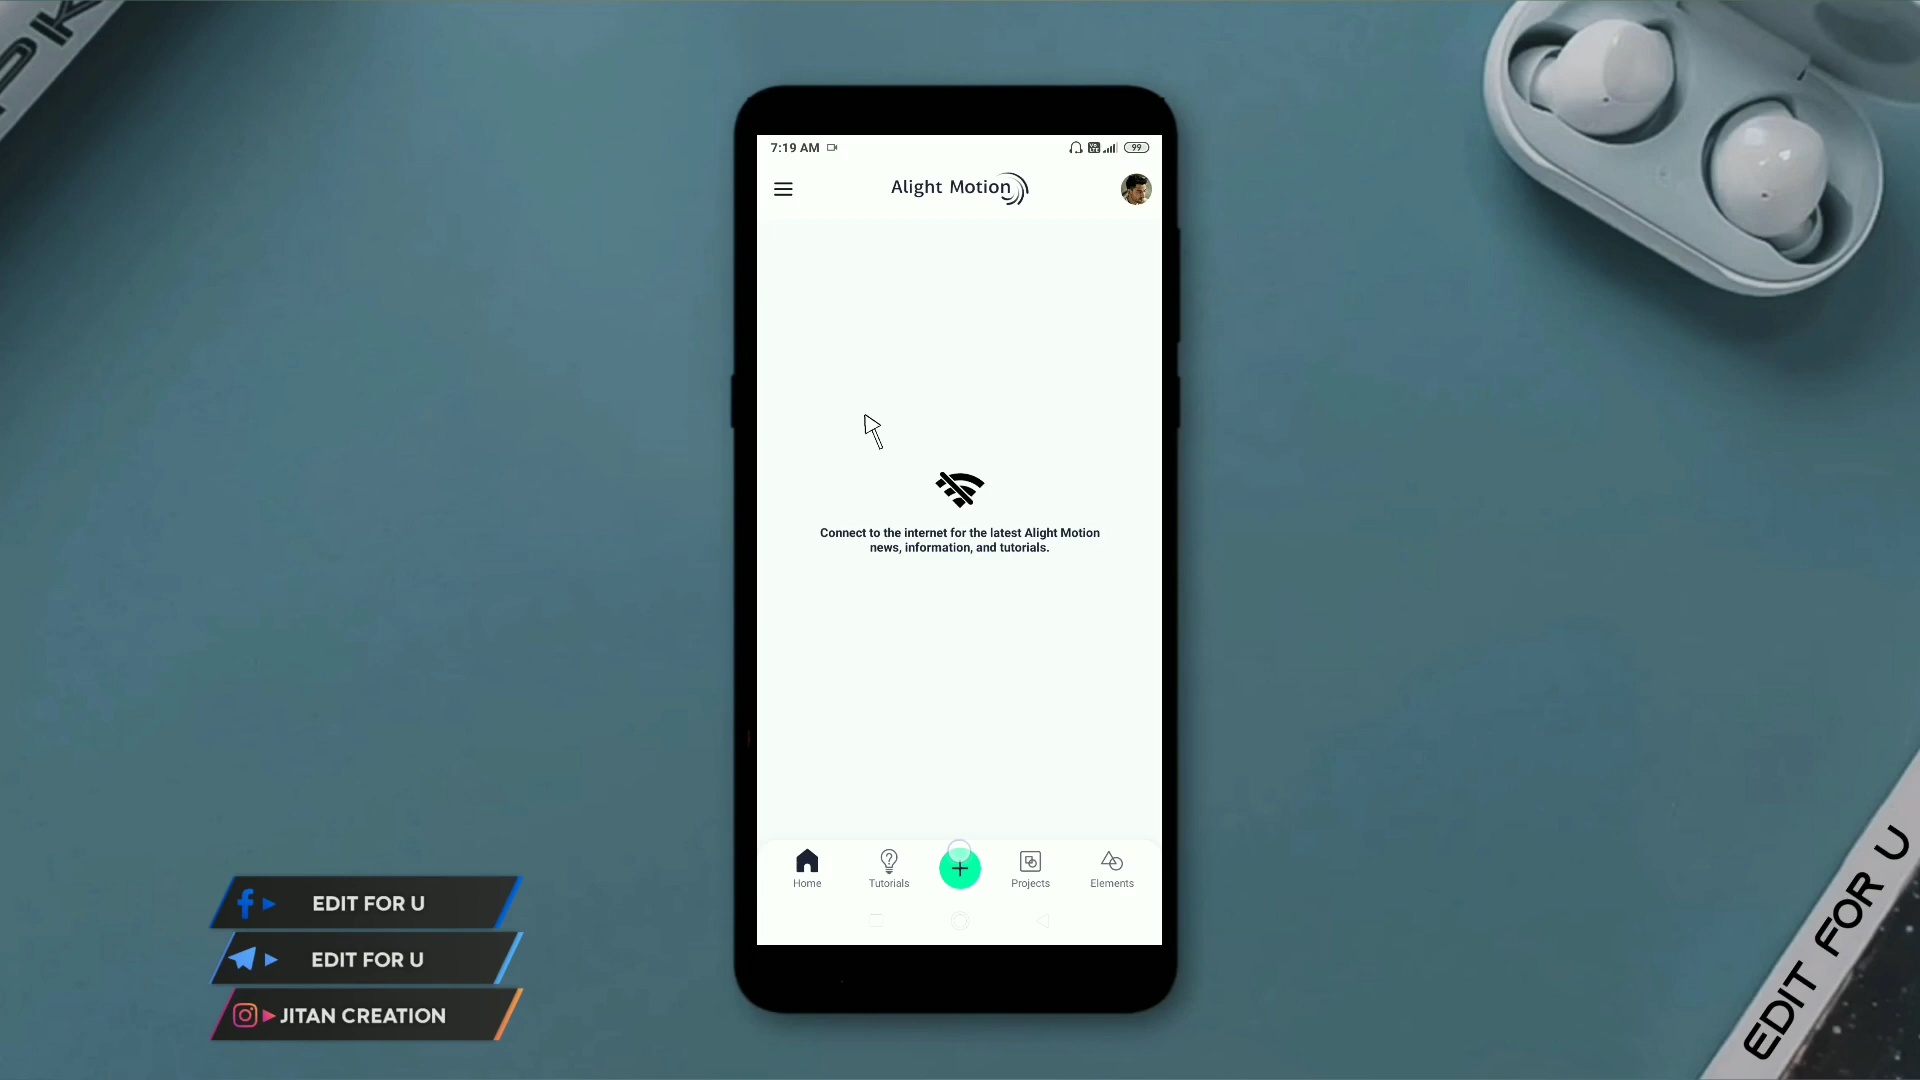 7:19 AM
99
Alight Motion
Connect to the internet for the latest Alight Motion
news, information, and tutorials.
Home
Tutorials
Projects
Elements
EDIT FOR U
EDIT FOR U
JITAN CREATION
EDIT FOR U